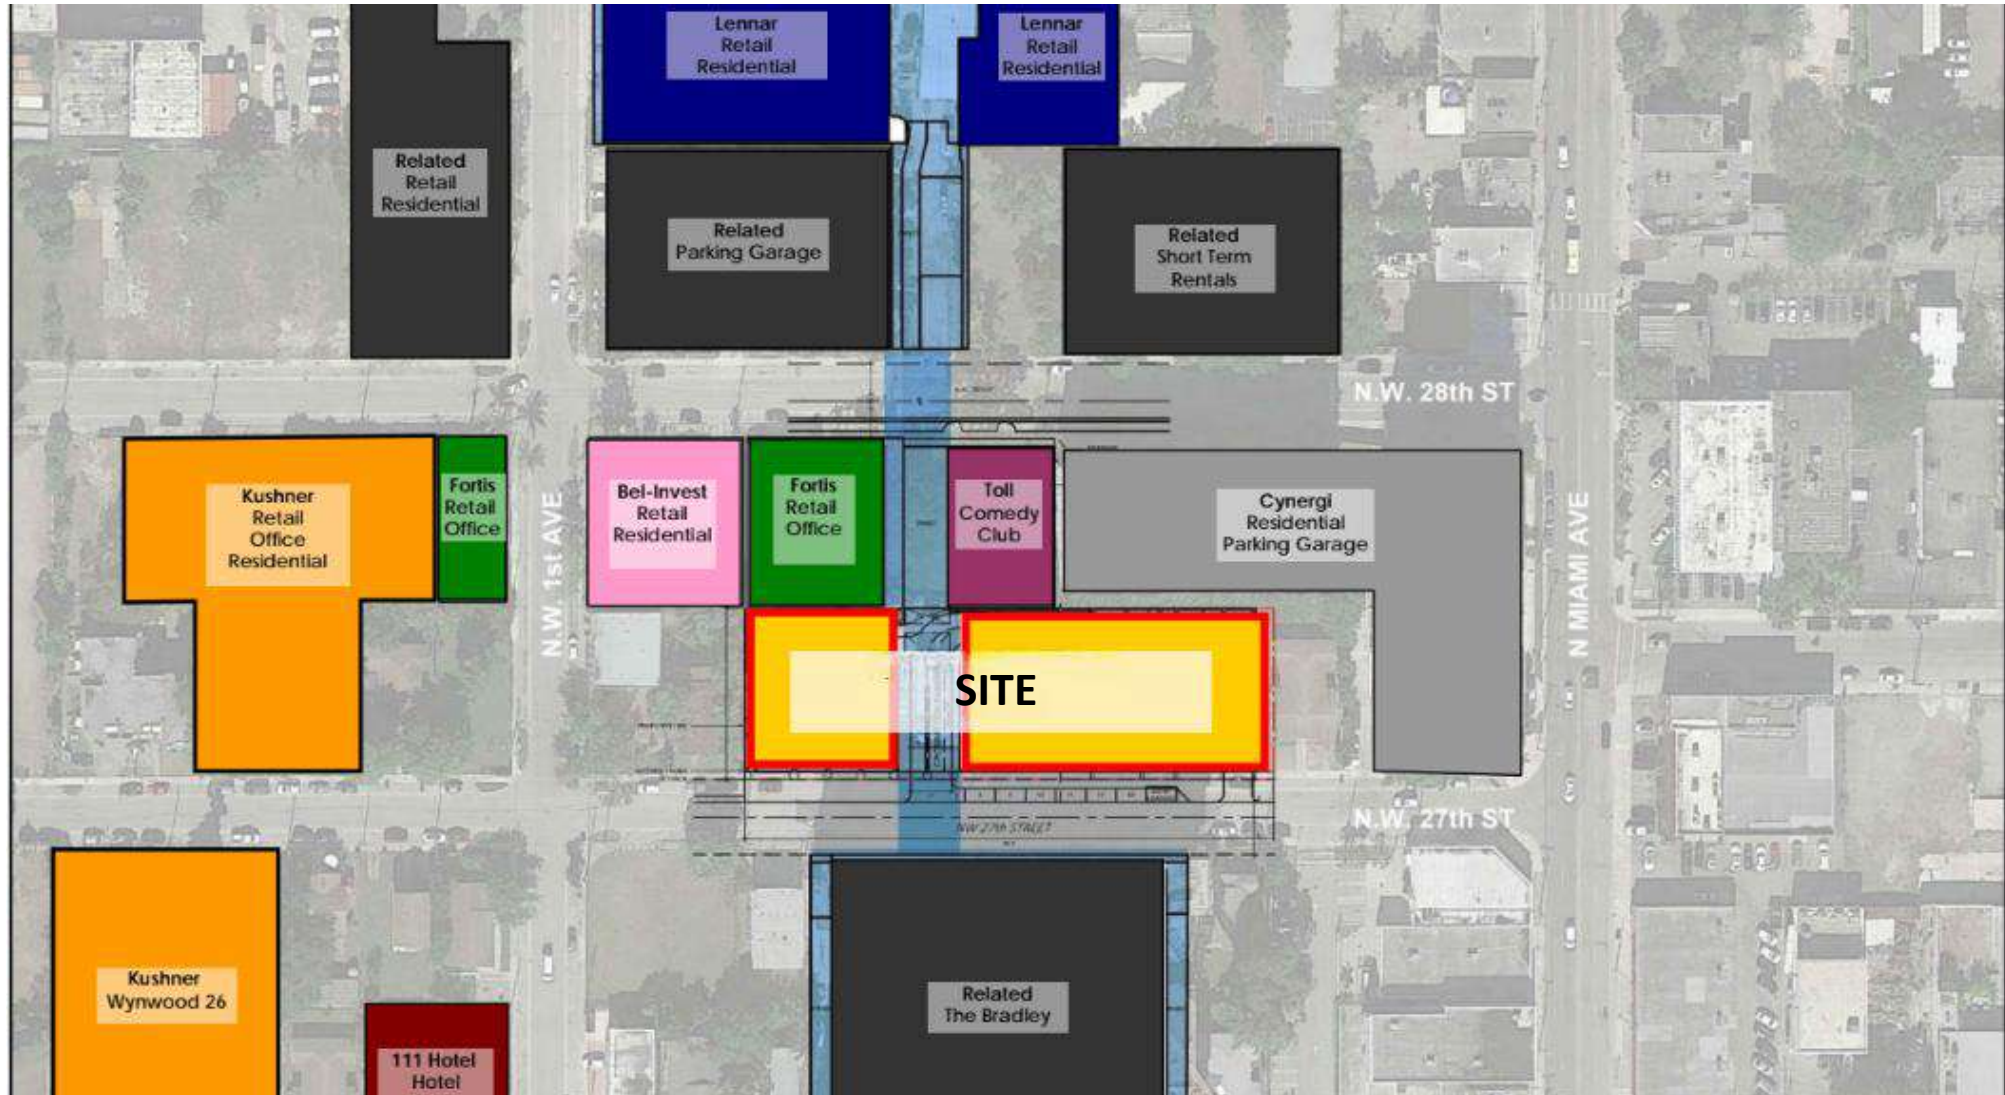 Lennar
Retail
Residential
Lennar
Retail
Residential
Related
Retail
Residential
Related
Parking Garage
Related
Short Term
Rentals
N.W. 28th ST
Kushner
Retail
Office
Residential
Fortis
Retail
Office
N.W. 1st AVE
Bel-Invest
Retail
Residential
Fortis
Retail
Office
Toll
Comedy
Club
Cynergi
Residential
Parking Garage
N MIAMI AVE
SITE
NW 27th STREET
N.W. 27th ST
Kushner
Wynwood 26
111 Hotel
Hotel
Related
The Bradley